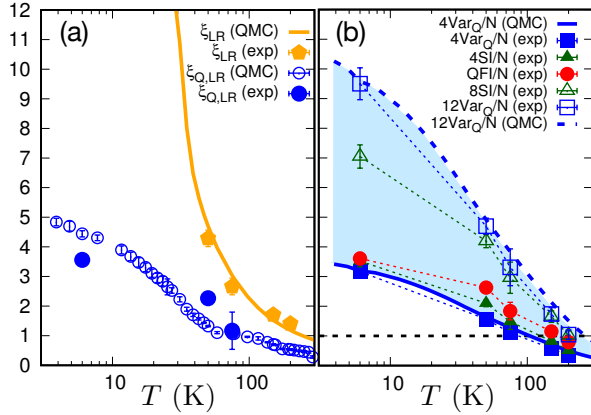 (a)
ξLR (QMC)
ξLR (exp)
ξQ,LR (QMC)
ξQ,LR (exp)
12
11
10
9
8
7
6
5
4
3
2
1
0
10 100
T (K)
(b)
4VarQ/N (QMC)
4VarQ/N (exp)
4SI/N (exp)
QFI/N (exp)
8SI/N (exp)
12VarQ/N (exp)
12VarQ/N (QMC)
10 100
T (K)